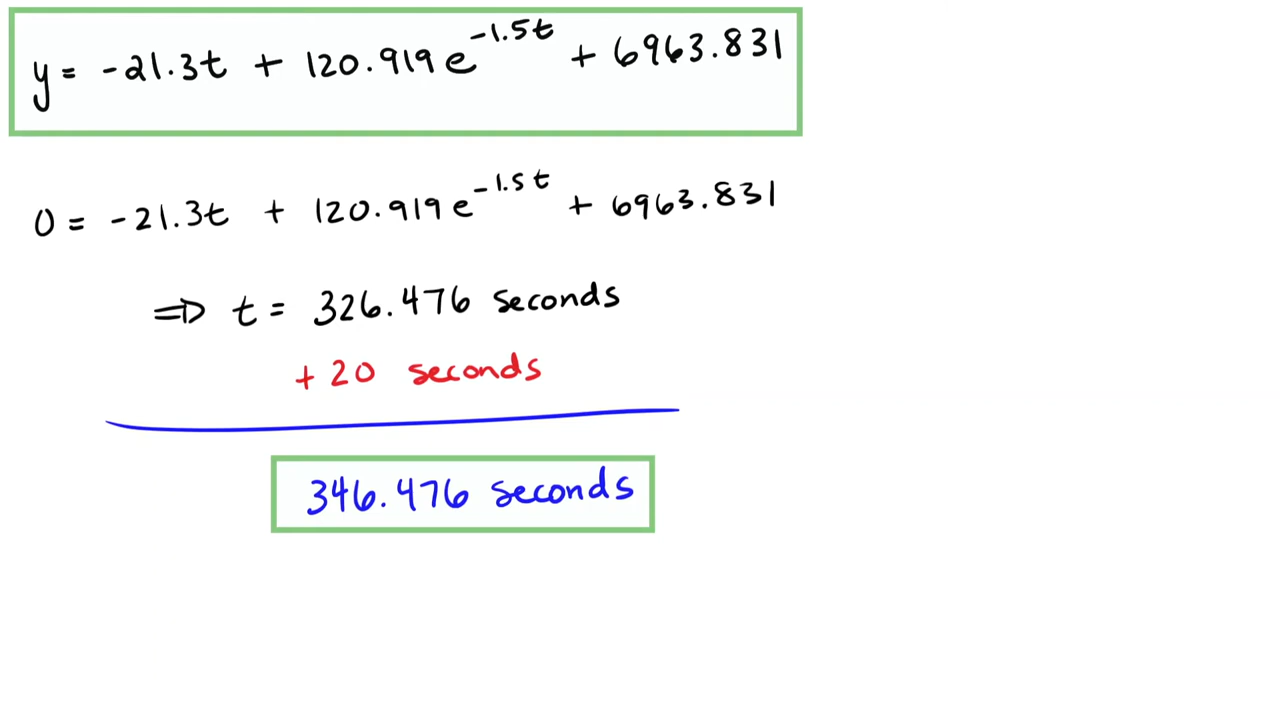 y = -21.3t + 120.919e^{-1.5t} + 6963.831
0 = -21.3t + 120.919e^{-1.5t} + 6963.831
⇒ t = 326.476 seconds
+ 20 seconds
346.476 seconds